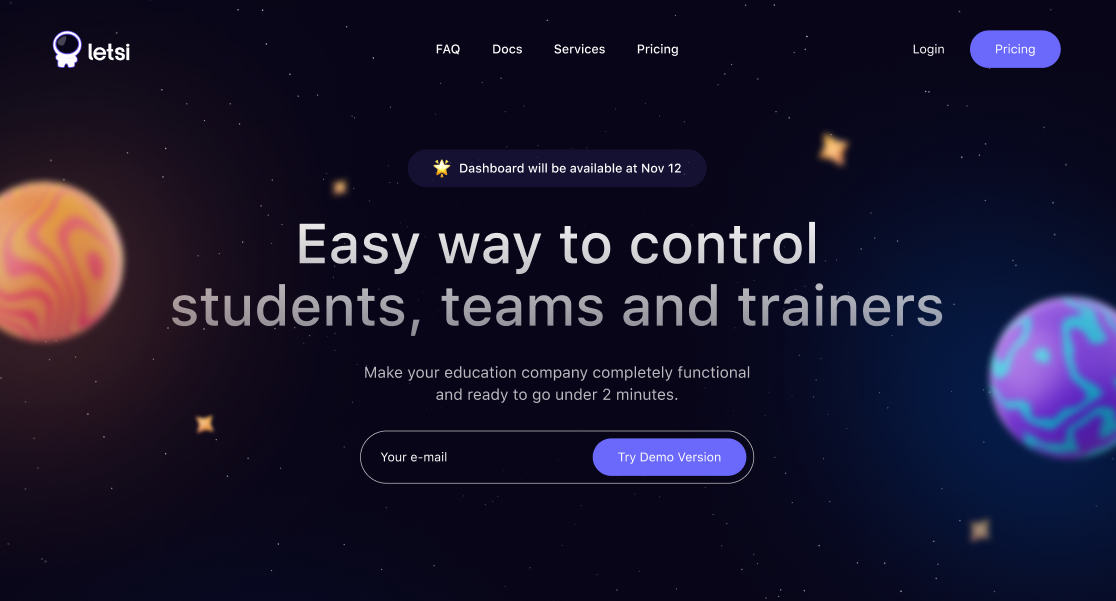 letsi
FAQ Docs Services Pricing
Login Pricing
🌟 Dashboard will be available at Nov 12
Easy way to control
students, teams and trainers
Make your education company completely functional
and ready to go under 2 minutes.
Your e-mail Try Demo Version